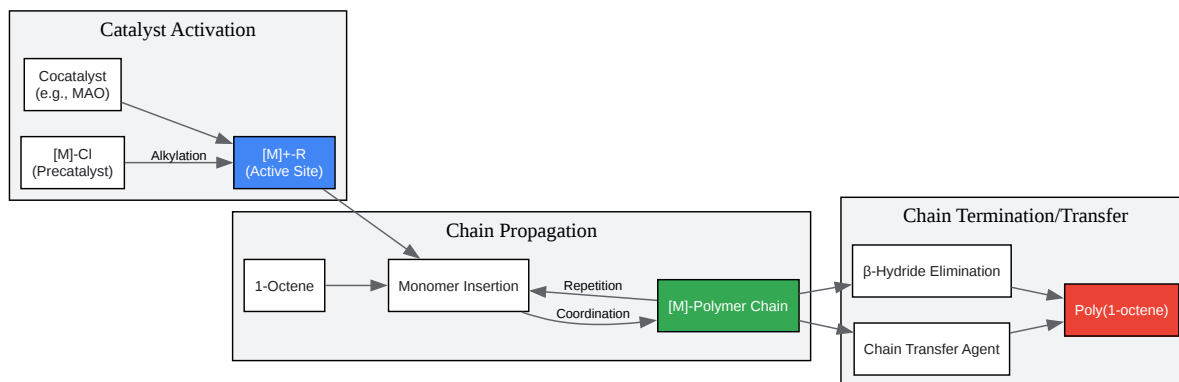 Catalyst Activation
Cocatalyst
(e.g., MAO)
[M]-Cl
(Precatalyst)
Alkylation
[M]+-R
(Active Site)
Chain Propagation
1-Octene
Monomer Insertion
Repetition
Coordination
[M]-Polymer Chain
Chain Termination/Transfer
β-Hydride Elimination
Chain Transfer Agent
Poly(1-octene)